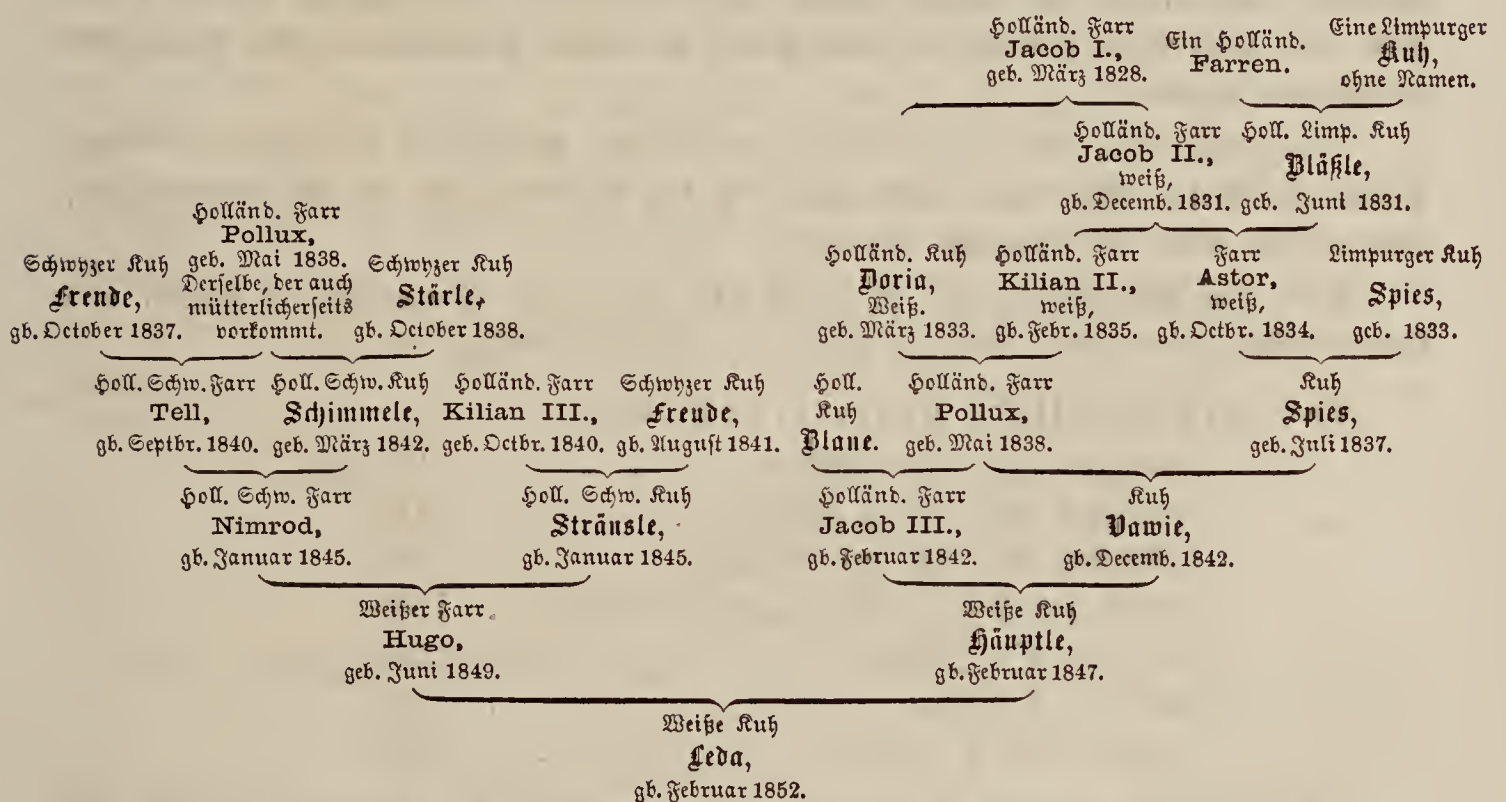 Holländ. Farr
Jacob I.,
geb. März 1828.
Ein Holländ.
Farren.
Eine Limpurger
Kuh,
ohne Namen.
Holländ. Farr
Jacob II.,
weiß,
gb. Decemb. 1831.
Holl. Limp. Kuh
Bläßle,
geb. Juni 1831.
Schwyzer Kuh
Freude,
gb. October 1837.
Holländ. Farr
Pollux,
geb. Mai 1838.
Derselbe, der auch
mütterlicherseits
vorkommt.
Schwyzer Kuh
Stärle,
gb. October 1838.
Holländ. Kuh
Doria,
Weiß.
geb. März 1833.
Holländ. Farr
Kilian II.,
weiß,
gb. Febr. 1835.
Farr
Astor,
weiß,
gb. Octbr. 1834.
Limpurger Kuh
Spies,
geb. 1833.
Holl. Schw. Farr
Tell,
gb. Septbr. 1840.
Holl. Schw. Kuh
Schimmele,
geb. März 1842.
Holländ. Farr
Kilian III.,
geb. Octbr. 1840.
Schwyzer Kuh
Freude,
gb. August 1841.
Holl.
Kuh
Blaue.
Holländ. Farr
Pollux,
geb. Mai 1838.
Kuh
Spies,
geb. Juli 1837.
Holl. Schw. Farr
Nimrod,
gb. Januar 1845.
Holl. Schw. Kuh
Sträusle,
gb. Januar 1845.
Holländ. Farr
Jacob III.,
gb. Februar 1842.
Kuh
Vawie,
gb. Decemb. 1842.
Weißer Farr
Hugo,
geb. Juni 1849.
Weiße Kuh
Häuptle,
gb. Februar 1847.
Weiße Kuh
Leda,
gb. Februar 1852.